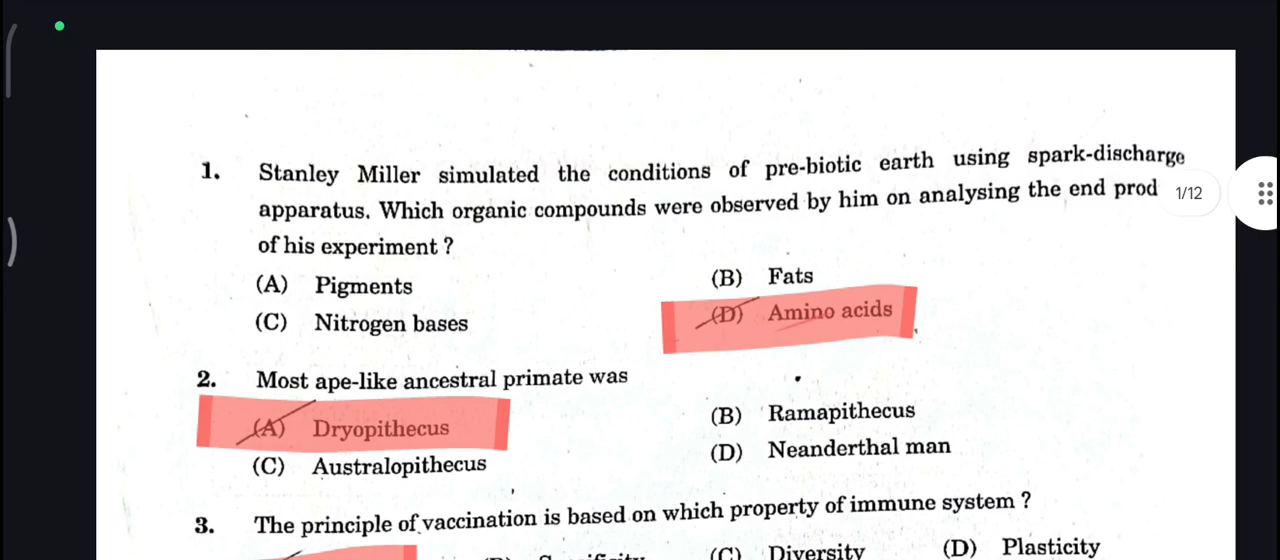 1. Stanley Miller simulated the conditions of pre-biotic earth using spark-discharge
apparatus. Which organic compounds were observed by him on analysing the end prod
1/12
of his experiment ?
(A) Pigments (B) Fats
(C) Nitrogen bases (D) Amino acids
2. Most ape-like ancestral primate was
(A) Dryopithecus (B) Ramapithecus
(C) Australopithecus (D) Neanderthal man
3. The principle of vaccination is based on which property of immune system ?
(C) Diversity (D) Plasticity